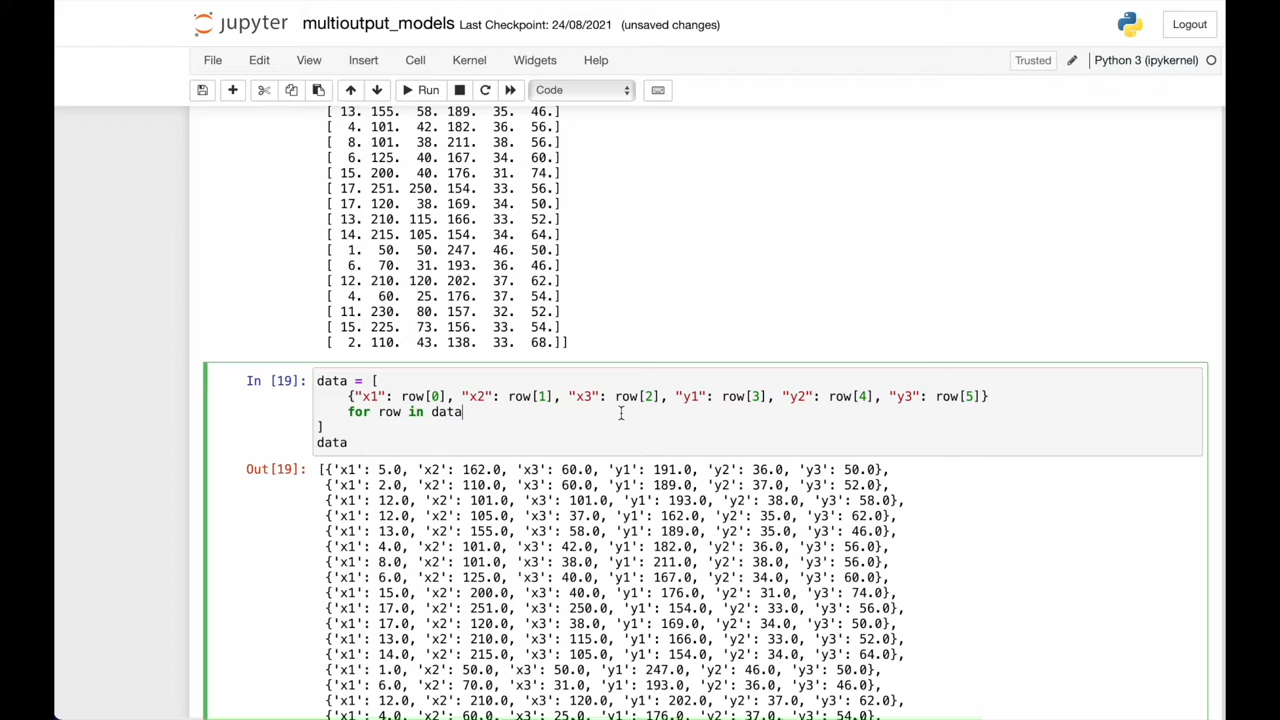 jupyter multioutput_models Last Checkpoint: 24/08/2021 (unsaved changes) Logout
File Edit View Insert Cell Kernel Widgets Help Trusted Python 3 (ipykernel)
Run Code
[ 13. 155. 58. 189. 35. 46.]
[ 4. 101. 42. 182. 36. 56.]
[ 8. 101. 38. 211. 38. 56.]
[ 6. 125. 40. 167. 34. 60.]
[ 15. 200. 40. 176. 31. 74.]
[ 17. 251. 250. 154. 33. 56.]
[ 17. 120. 38. 169. 34. 50.]
[ 13. 210. 115. 166. 33. 52.]
[ 14. 215. 105. 154. 34. 64.]
[ 1. 50. 50. 247. 46. 50.]
[ 6. 70. 31. 193. 36. 46.]
[ 12. 210. 120. 202. 37. 62.]
[ 4. 60. 25. 176. 37. 54.]
[ 11. 230. 80. 157. 32. 52.]
[ 15. 225. 73. 156. 33. 54.]
[ 2. 110. 43. 138. 33. 68.]]
In [19]: data = [
{"x1": row[0], "x2": row[1], "x3": row[2], "y1": row[3], "y2": row[4], "y3": row[5]}
for row in data
]
data
Out[19]: [{'x1': 5.0, 'x2': 162.0, 'x3': 60.0, 'y1': 191.0, 'y2': 36.0, 'y3': 50.0},
{'x1': 2.0, 'x2': 110.0, 'x3': 60.0, 'y1': 189.0, 'y2': 37.0, 'y3': 52.0},
{'x1': 12.0, 'x2': 101.0, 'x3': 101.0, 'y1': 193.0, 'y2': 38.0, 'y3': 58.0},
{'x1': 12.0, 'x2': 105.0, 'x3': 37.0, 'y1': 162.0, 'y2': 35.0, 'y3': 62.0},
{'x1': 13.0, 'x2': 155.0, 'x3': 58.0, 'y1': 189.0, 'y2': 35.0, 'y3': 46.0},
{'x1': 4.0, 'x2': 101.0, 'x3': 42.0, 'y1': 182.0, 'y2': 36.0, 'y3': 56.0},
{'x1': 8.0, 'x2': 101.0, 'x3': 38.0, 'y1': 211.0, 'y2': 38.0, 'y3': 56.0},
{'x1': 6.0, 'x2': 125.0, 'x3': 40.0, 'y1': 167.0, 'y2': 34.0, 'y3': 60.0},
{'x1': 15.0, 'x2': 200.0, 'x3': 40.0, 'y1': 176.0, 'y2': 31.0, 'y3': 74.0},
{'x1': 17.0, 'x2': 251.0, 'x3': 250.0, 'y1': 154.0, 'y2': 33.0, 'y3': 56.0},
{'x1': 17.0, 'x2': 120.0, 'x3': 38.0, 'y1': 169.0, 'y2': 34.0, 'y3': 50.0},
{'x1': 13.0, 'x2': 210.0, 'x3': 115.0, 'y1': 166.0, 'y2': 33.0, 'y3': 52.0},
{'x1': 14.0, 'x2': 215.0, 'x3': 105.0, 'y1': 154.0, 'y2': 34.0, 'y3': 64.0},
{'x1': 1.0, 'x2': 50.0, 'x3': 50.0, 'y1': 247.0, 'y2': 46.0, 'y3': 50.0},
{'x1': 6.0, 'x2': 70.0, 'x3': 31.0, 'y1': 193.0, 'y2': 36.0, 'y3': 46.0},
{'x1': 12.0, 'x2': 210.0, 'x3': 120.0, 'y1': 202.0, 'y2': 37.0, 'y3': 62.0},
{'x1': 4.0, 'x2': 60.0, 'x3': 25.0, 'y1': 176.0, 'y2': 37.0, 'y3': 54.0},